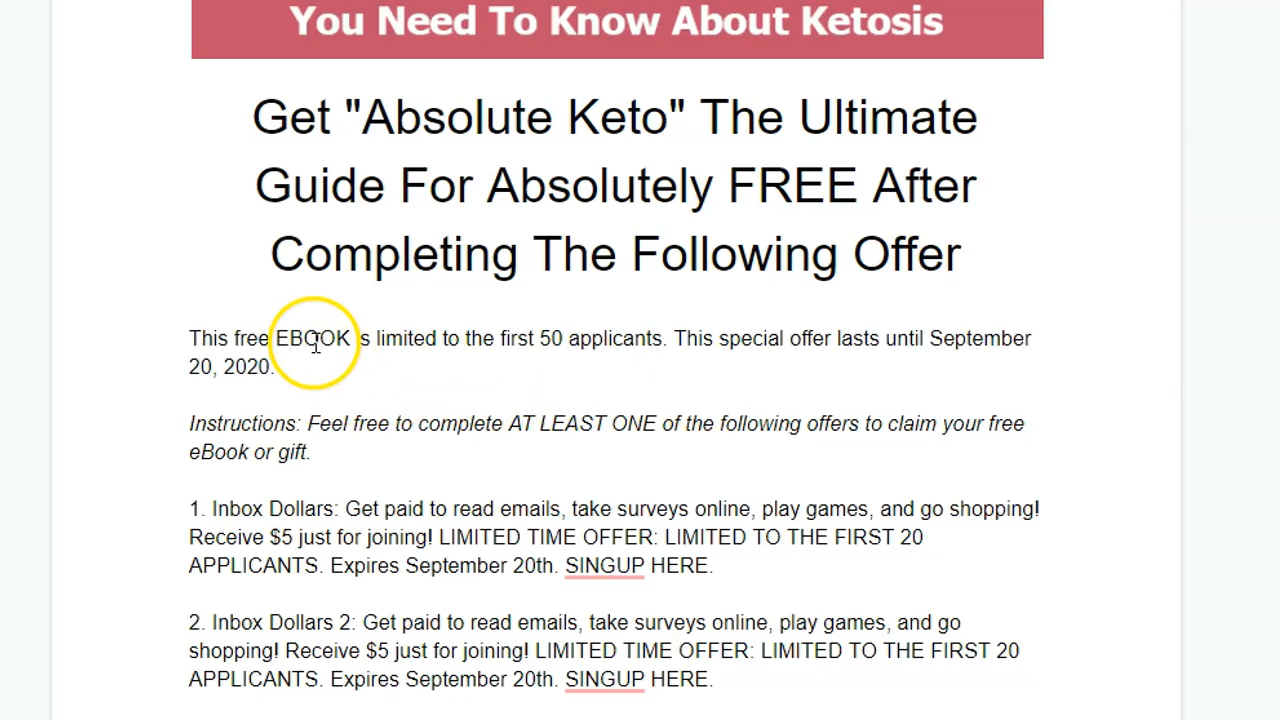 You Need To Know About Ketosis
Get "Absolute Keto" The Ultimate
Guide For Absolutely FREE After
Completing The Following Offer
This free EBOOK is limited to the first 50 applicants. This special offer lasts until September
20, 2020.
Instructions: Feel free to complete AT LEAST ONE of the following offers to claim your free
eBook or gift.
1. Inbox Dollars: Get paid to read emails, take surveys online, play games, and go shopping!
Receive $5 just for joining! LIMITED TIME OFFER: LIMITED TO THE FIRST 20
APPLICANTS. Expires September 20th. SINGUP HERE.
2. Inbox Dollars 2: Get paid to read emails, take surveys online, play games, and go
shopping! Receive $5 just for joining! LIMITED TIME OFFER: LIMITED TO THE FIRST 20
APPLICANTS. Expires September 20th. SINGUP HERE.